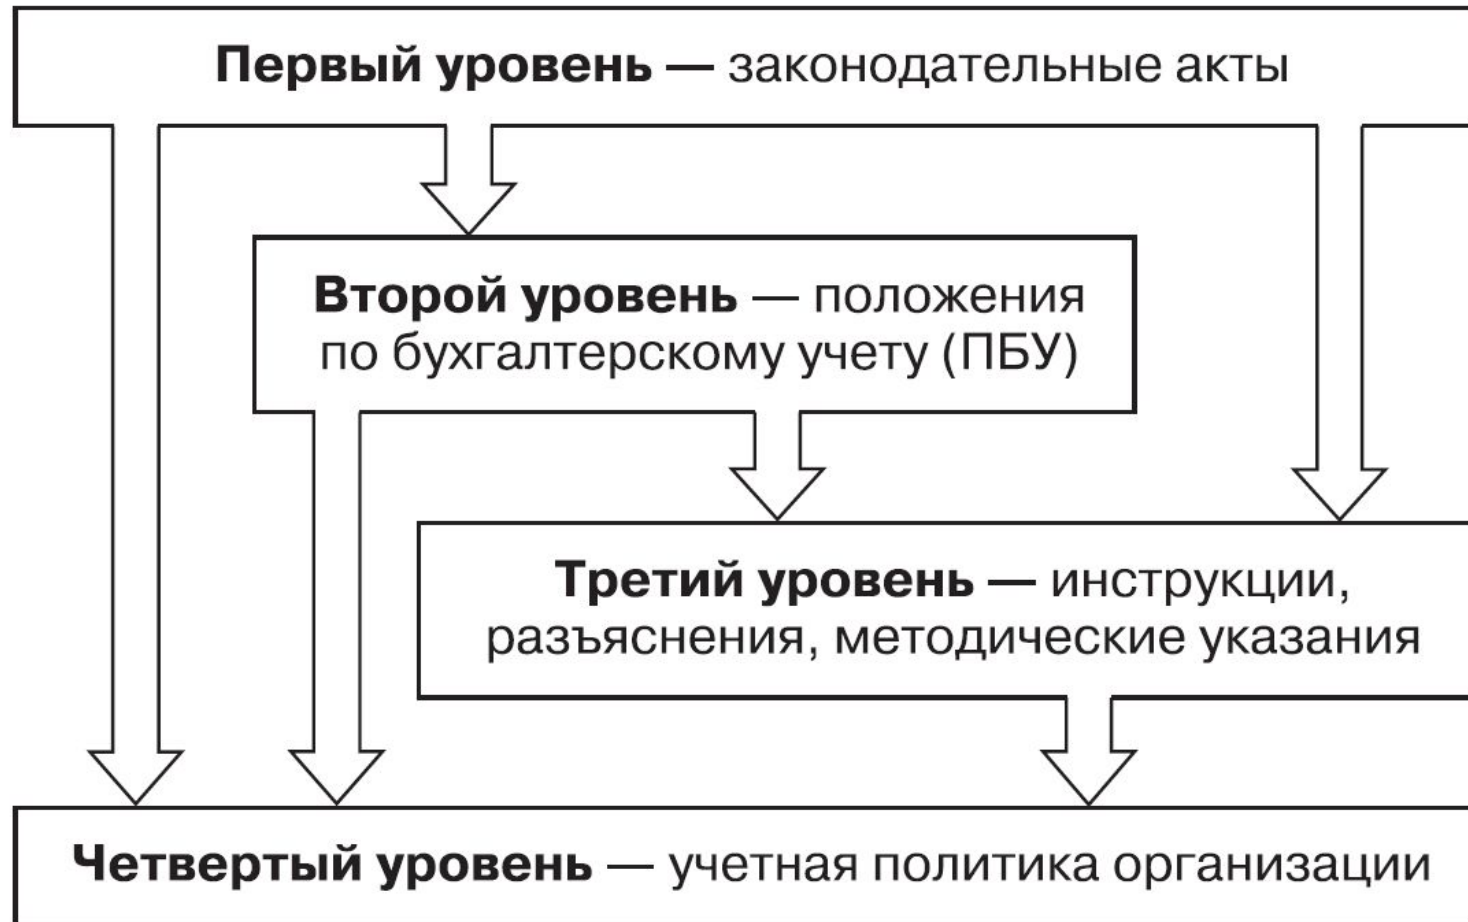 Первый уровень — законодательные акты
Второй уровень — положения
по бухгалтерскому учету (ПБУ)
Третий уровень — инструкции,
разъяснения, методические указания
Четвертый уровень — учетная политика организации